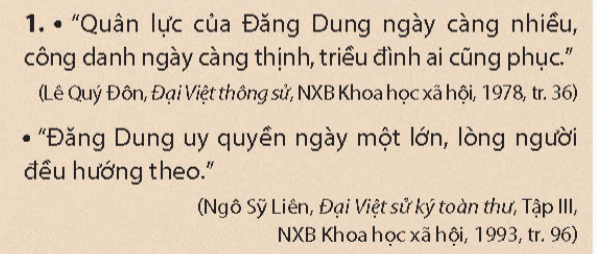 1. • “Quân lực của Đăng Dung ngày càng nhiều,
công danh ngày càng thịnh, triều đình ai cũng phục.”
(Lê Quý Đôn, Đại Việt thông sử, NXB Khoa học xã hội, 1978, tr. 36)
• “Đăng Dung uy quyền ngày một lớn, lòng người
đều hướng theo.”
(Ngô Sỹ Liên, Đại Việt sử ký toàn thư, Tập III,
NXB Khoa học xã hội, 1993, tr. 96)